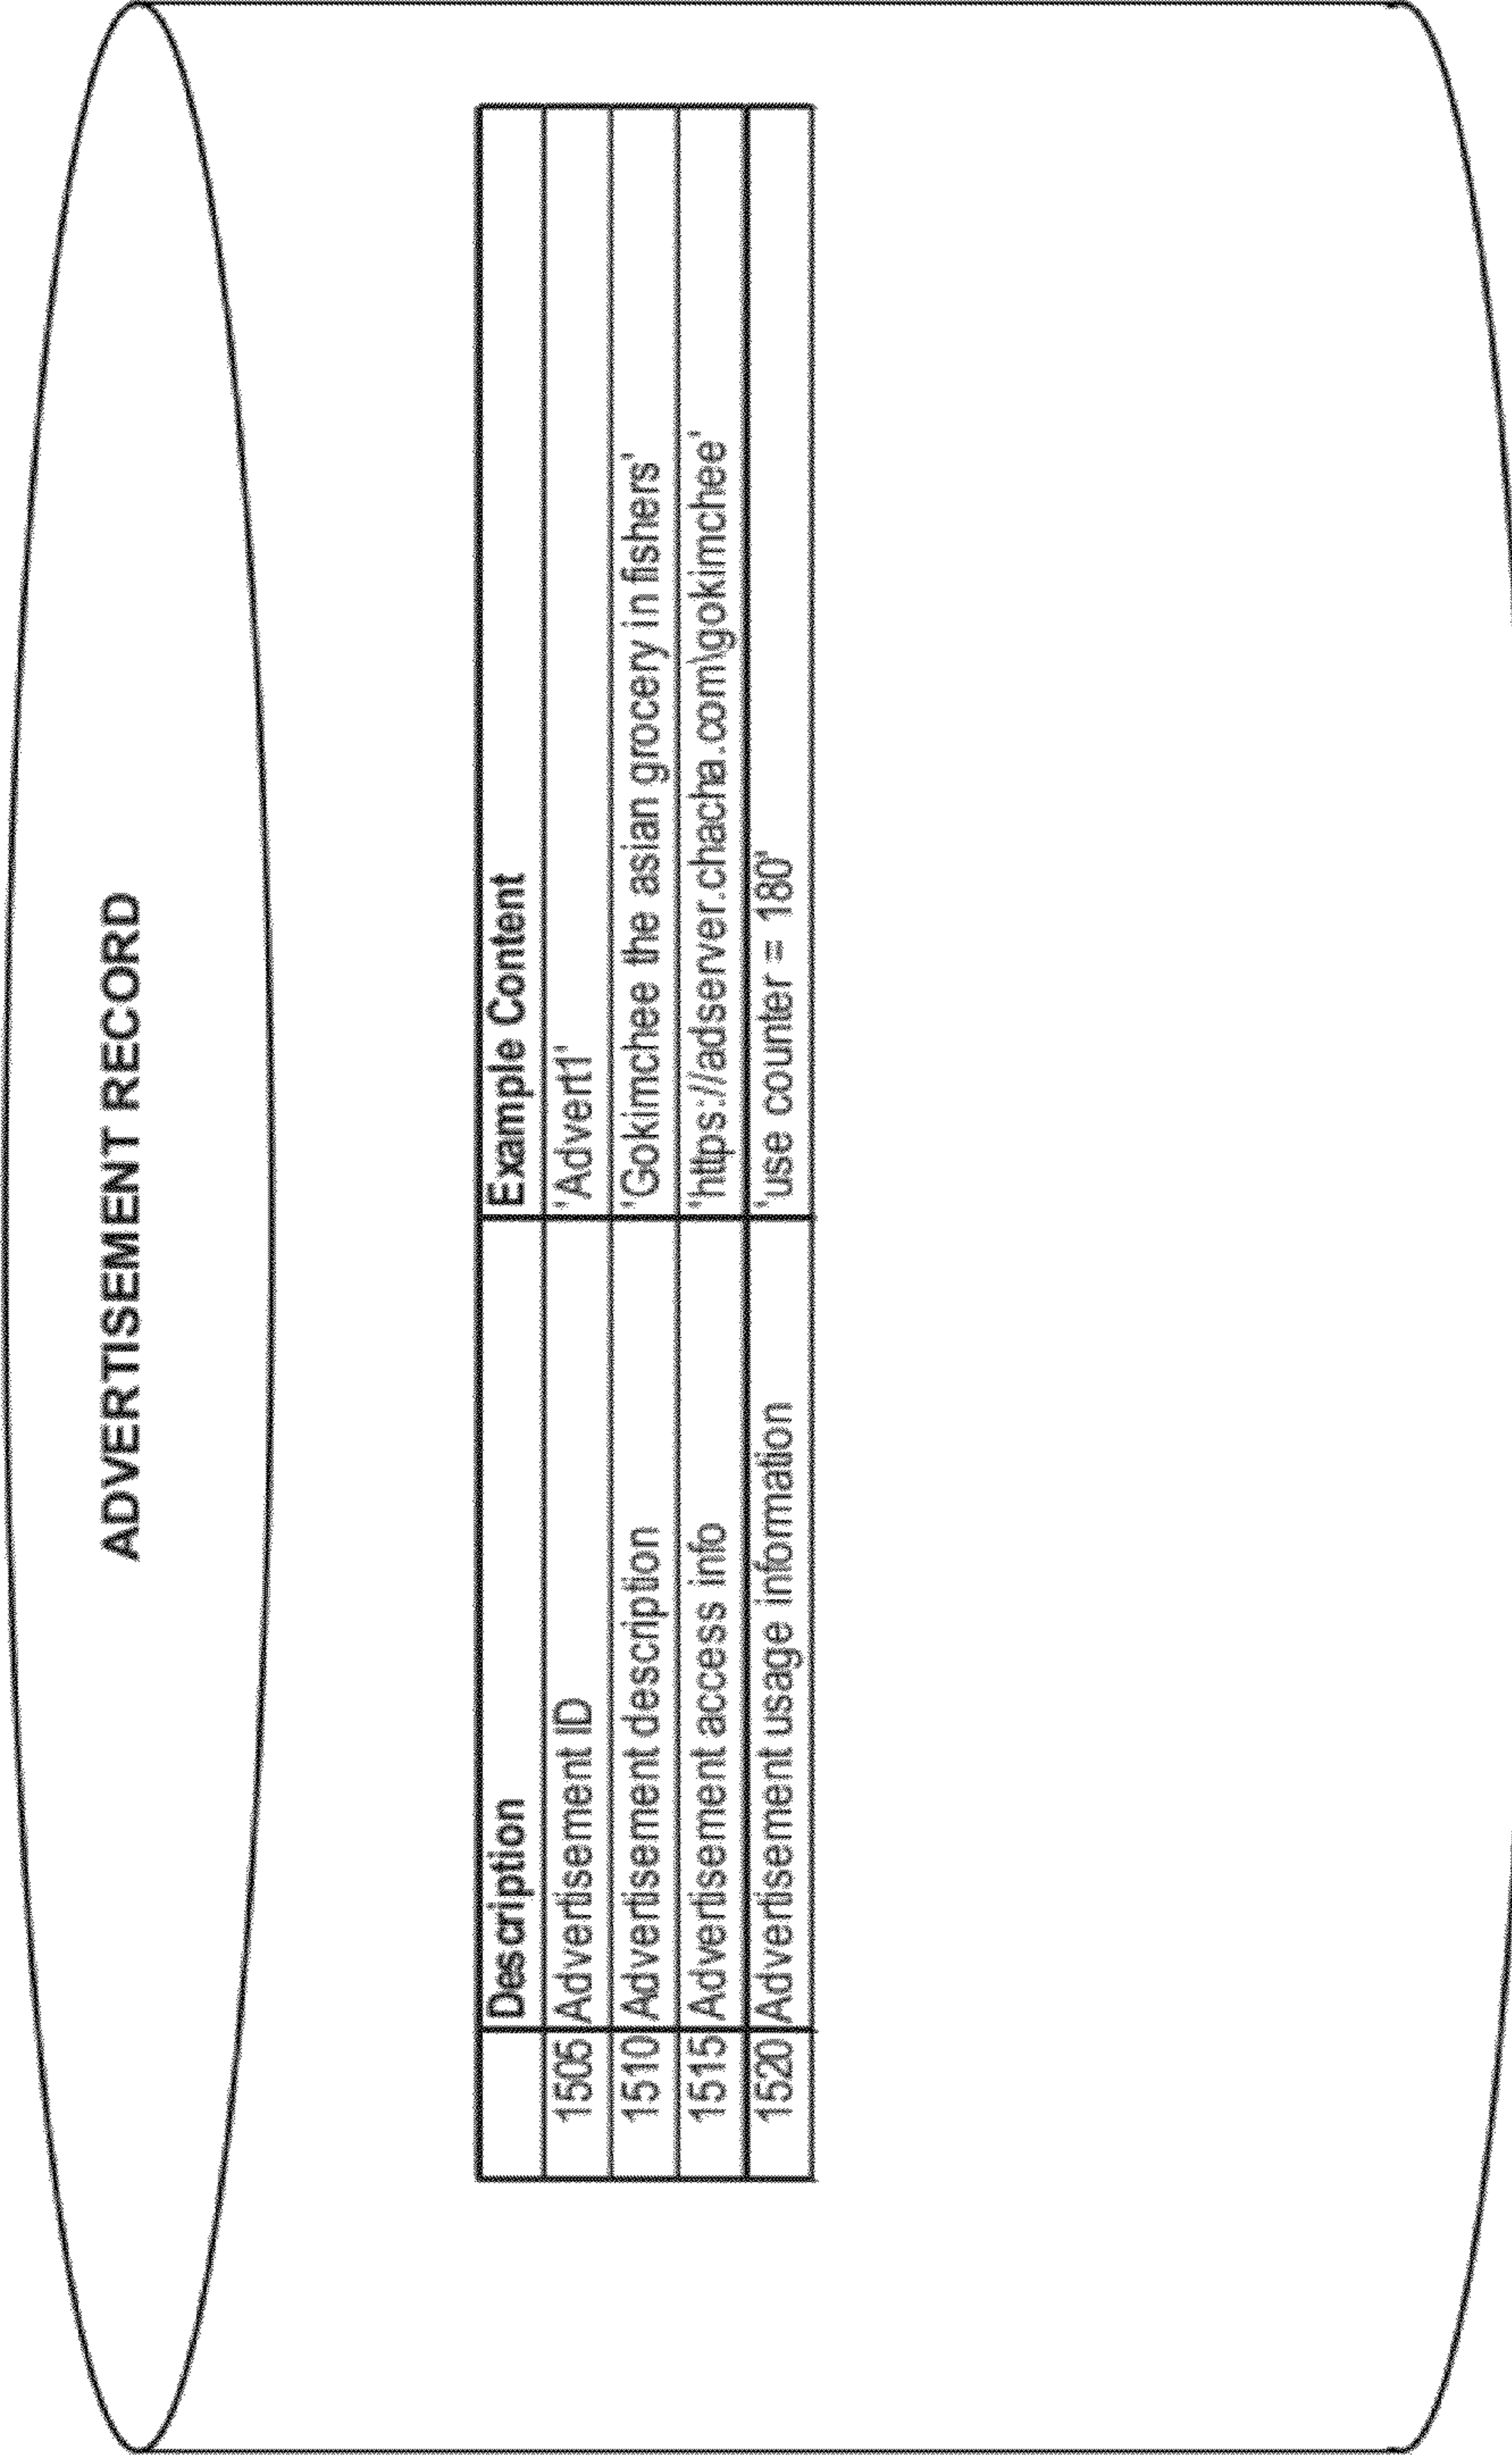 ADVERTISEMENT RECORD
Description Example Content
1505 Advertisement ID 'Advert1'
1510 Advertisement description 'Gokimchee the asian grocery in fishers'
1515 Advertisement access info 'https://adserver.chacha.com\gokimchee'
1520 Advertisement usage information 'use counter = 180'